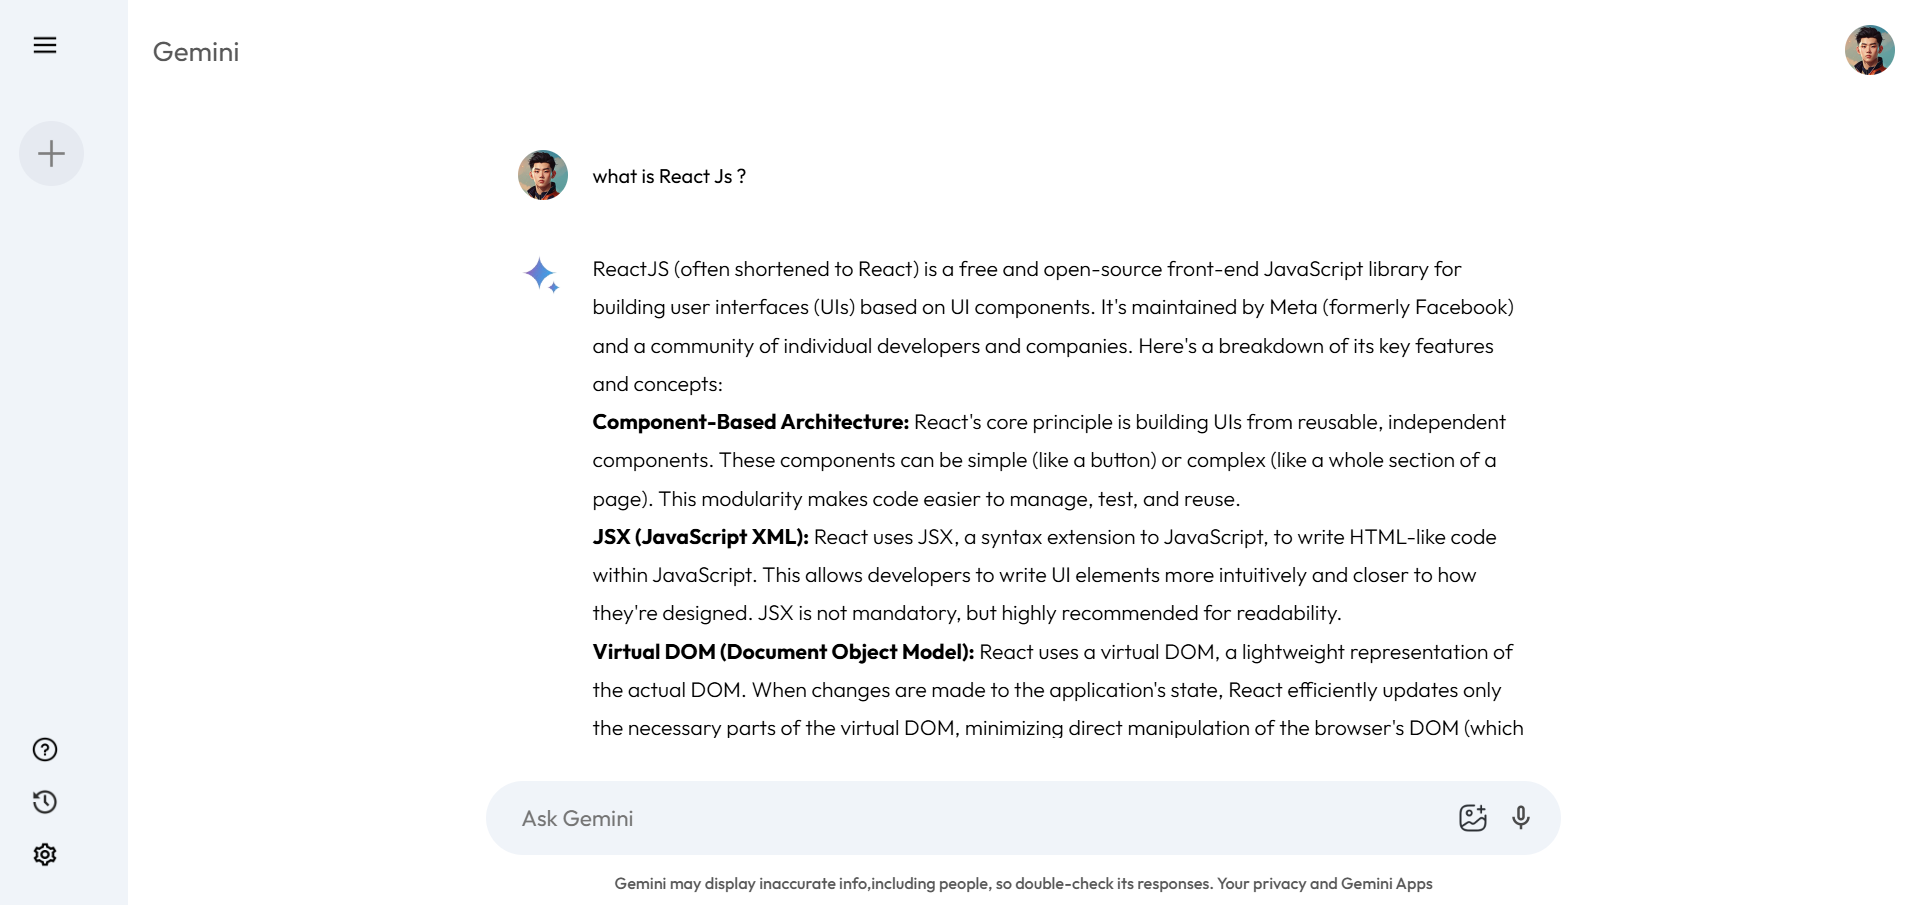 Gemini
what is React Js ?
ReactJS (often shortened to React) is a free and open-source front-end JavaScript library for
building user interfaces (UIs) based on UI components. It's maintained by Meta (formerly Facebook)
and a community of individual developers and companies. Here's a breakdown of its key features
and concepts:
Component-Based Architecture: React's core principle is building UIs from reusable, independent
components. These components can be simple (like a button) or complex (like a whole section of a
page). This modularity makes code easier to manage, test, and reuse.
JSX (JavaScript XML): React uses JSX, a syntax extension to JavaScript, to write HTML-like code
within JavaScript. This allows developers to write UI elements more intuitively and closer to how
they're designed. JSX is not mandatory, but highly recommended for readability.
Virtual DOM (Document Object Model): React uses a virtual DOM, a lightweight representation of
the actual DOM. When changes are made to the application's state, React efficiently updates only
the necessary parts of the virtual DOM, minimizing direct manipulation of the browser's DOM (which
Ask Gemini
Gemini may display inaccurate info,including people, so double-check its responses. Your privacy and Gemini Apps